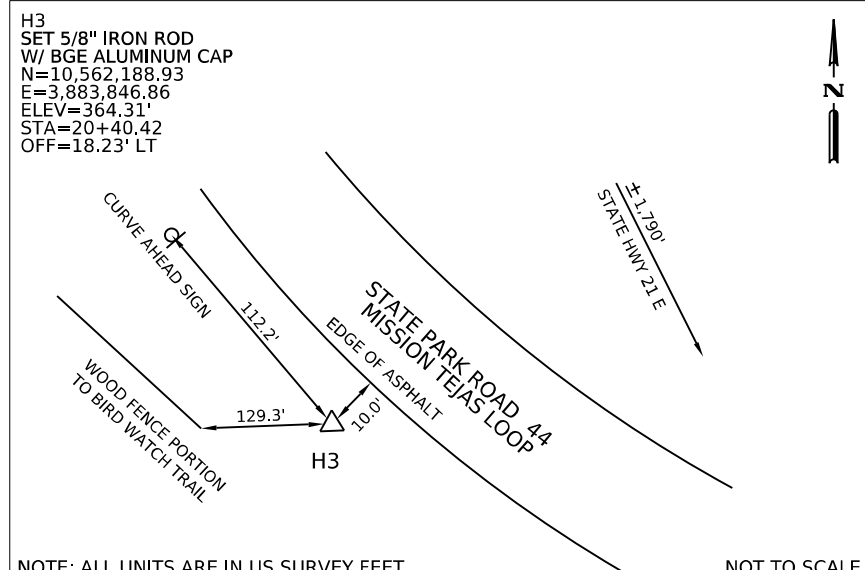 H3
SET 5/8" IRON ROD
W/ BGE ALUMINUM CAP
N=10,562,188.93
E=3,883,846.86
ELEV=364.31'
STA=20+40.42
OFF=18.23' LT
N
± 1,790'
STATE HWY 21 E
CURVE AHEAD SIGN
112.2'
STATE PARK ROAD 44
MISSION TEJAS LOOP
EDGE OF ASPHALT
10.0'
129.3'
H3
WOOD FENCE PORTION
TO BIRD WATCH TRAIL
NOTE: ALL UNITS ARE IN US SURVEY FEET
NOT TO SCALE